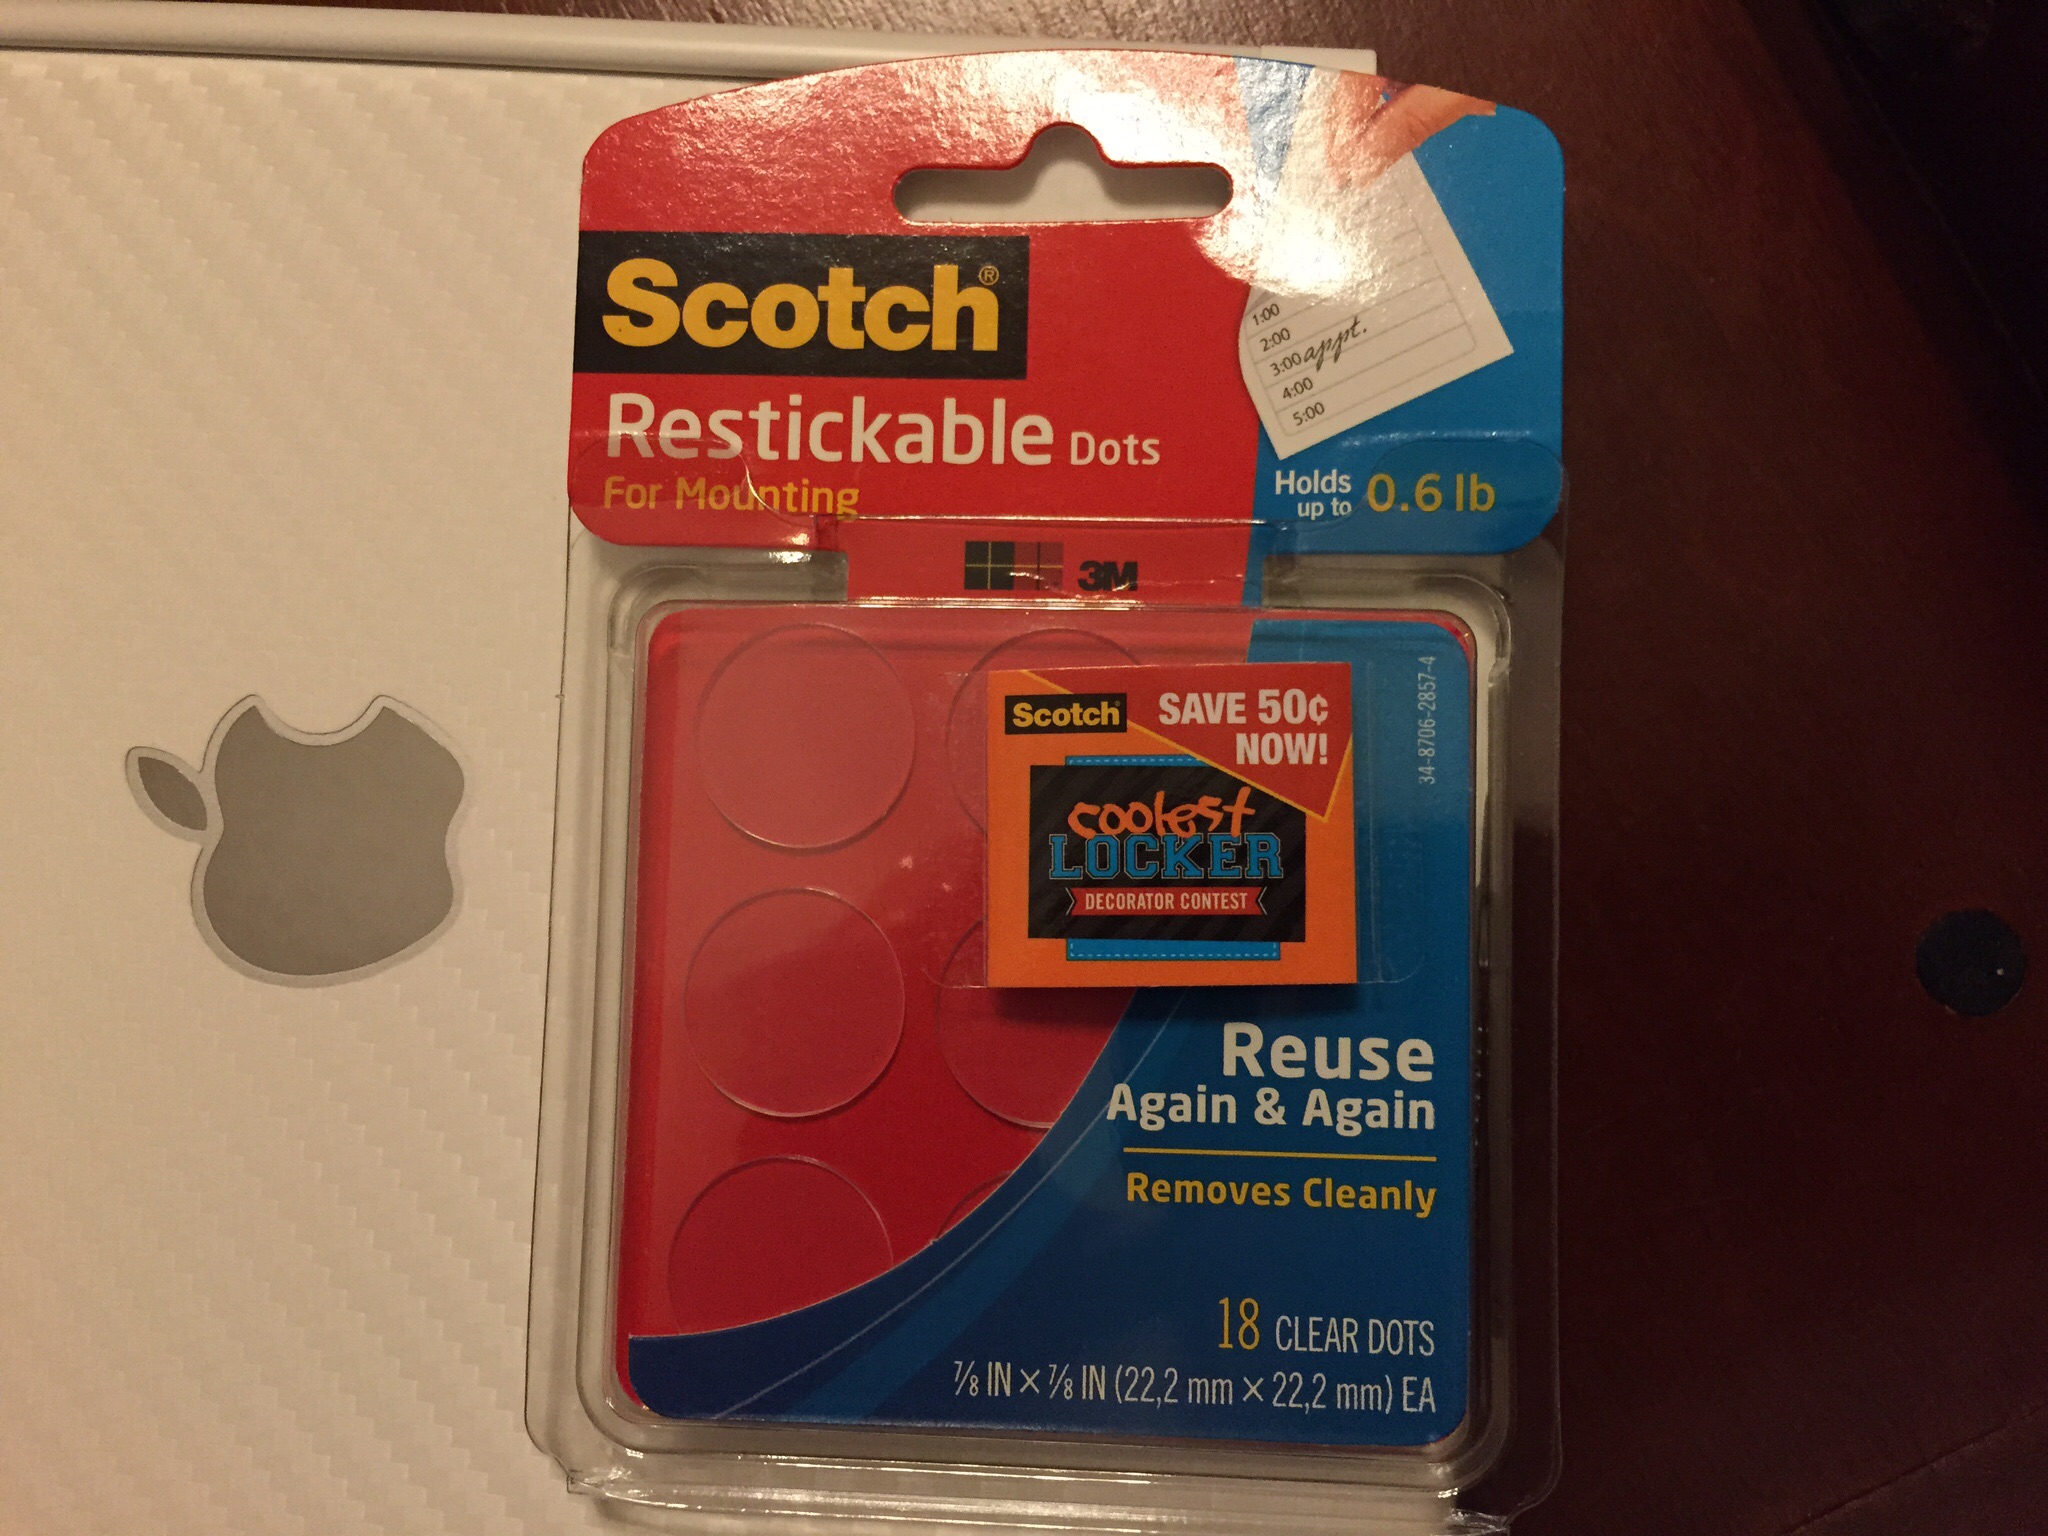 Scotch®
Restickable Dots
For Mounting
1:00
2:00
3:00 appt.
4:00
5:00
Holds up to 0.6 lb
3M
34-8706-2857-4
Scotch®
SAVE 50¢
NOW!
coolest
LOCKER
DECORATOR CONTEST
Reuse
Again & Again
Removes Cleanly
18 CLEAR DOTS
⅞ IN × ⅞ IN (22,2 mm × 22,2 mm) EA